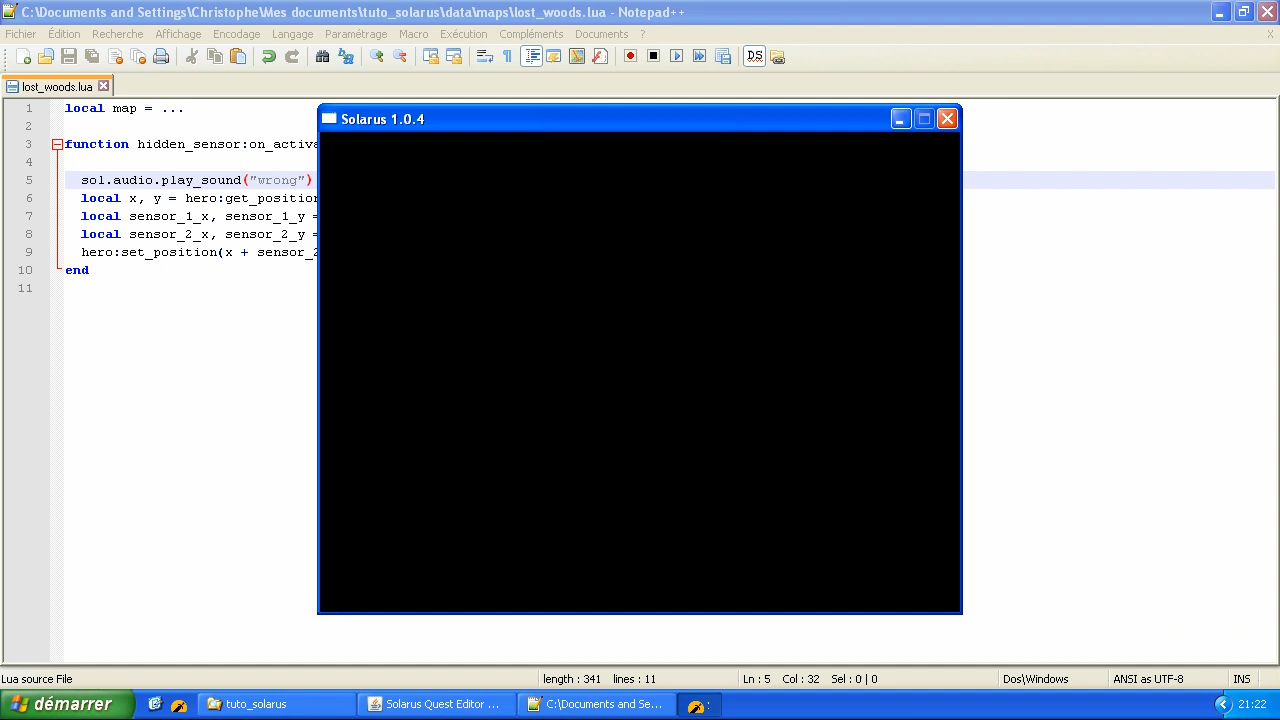 C:\Documents and Settings\Christophe\Mes documents\tuto_solarus\data\maps\lost_woods.lua - Notepad++
Fichier Édition Recherche Affichage Encodage Langage Paramétrage Macro Exécution Compléments Documents ? X
lost_woods.lua
1 local map = ...
2
3 function hidden_sensor:on_activa
4
5 sol.audio.play_sound("wrong")
6 local x, y = hero:get_position
7 local sensor_1_x, sensor_1_y =
8 local sensor_2_x, sensor_2_y =
9 hero:set_position(x + sensor_2
10 end
11
Solarus 1.0.4
Lua source File length : 341 lines : 11 Ln : 5 Col : 32 Sel : 0 | 0 Dos\Windows ANSI as UTF-8 INS
démarrer tuto_solarus Solarus Quest Editor ... C:\Documents and Se... 21:22